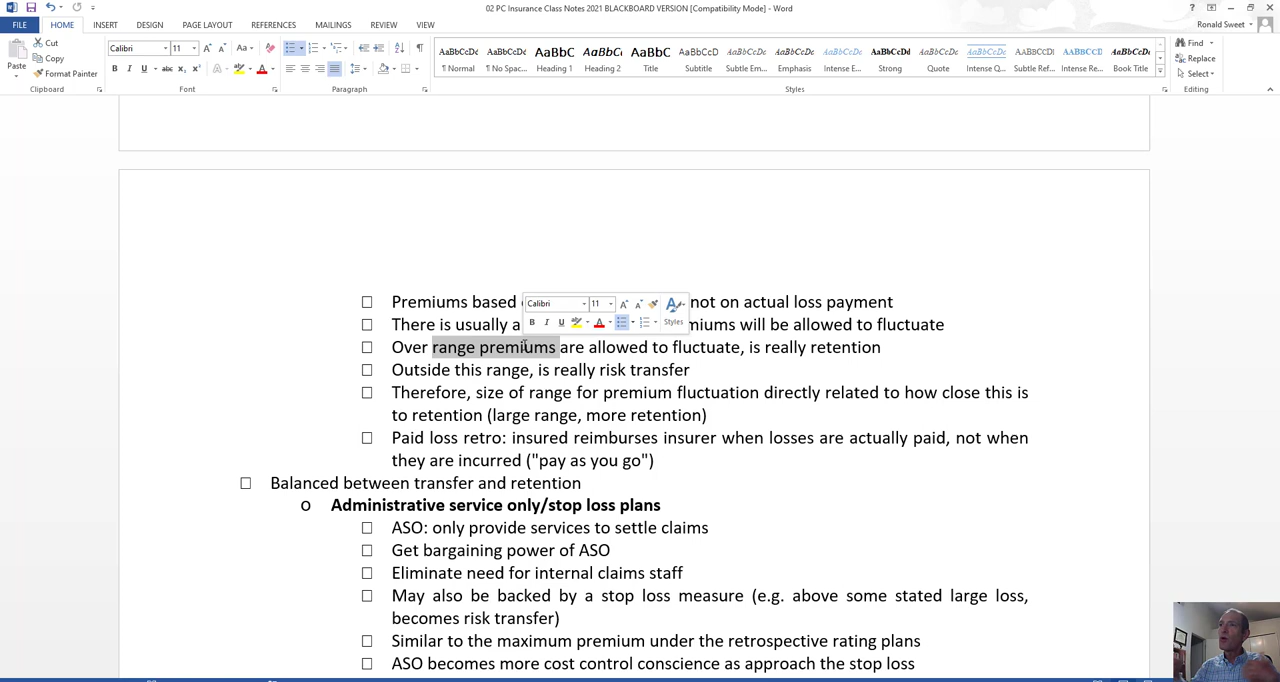 02 PC Insurance Class Notes 2021 BLACKBOARD VERSION [Compatibility Mode] - Word
FILE HOME INSERT DESIGN PAGE LAYOUT REFERENCES MAILINGS REVIEW VIEW Ronald Sweet
Paste Cut Copy Format Painter
Calibri 11
AaBbCcDc AaBbCcDc AaBbC AaBbCc AaBbC AaBbCcD AaBbCcDc AaBbCcDc AaBbCcDc AaBbCcDc AaBbCcDc AaBbCcDc AaBbCcDc AaBbCcDc AaBbCcDc
¶ Normal ¶ No Spac... Heading 1 Heading 2 Title Subtitle Subtle Em... Emphasis Intense E... Strong Quote Intense Q... Subtle Ref... Intense Re... Book Title
Find Replace Select
Clipboard Font Paragraph Styles Editing
Premiums based not on actual loss payment
There is usually a miums will be allowed to fluctuate
Calibri 11
Styles
Over range premiums are allowed to fluctuate, is really retention
Outside this range, is really risk transfer
Therefore, size of range for premium fluctuation directly related to how close this is
to retention (large range, more retention)
Paid loss retro: insured reimburses insurer when losses are actually paid, not when
they are incurred ("pay as you go")
Balanced between transfer and retention
o Administrative service only/stop loss plans
ASO: only provide services to settle claims
Get bargaining power of ASO
Eliminate need for internal claims staff
May also be backed by a stop loss measure (e.g. above some stated large loss,
becomes risk transfer)
Similar to the maximum premium under the retrospective rating plans
ASO becomes more cost control conscience as approach the stop loss